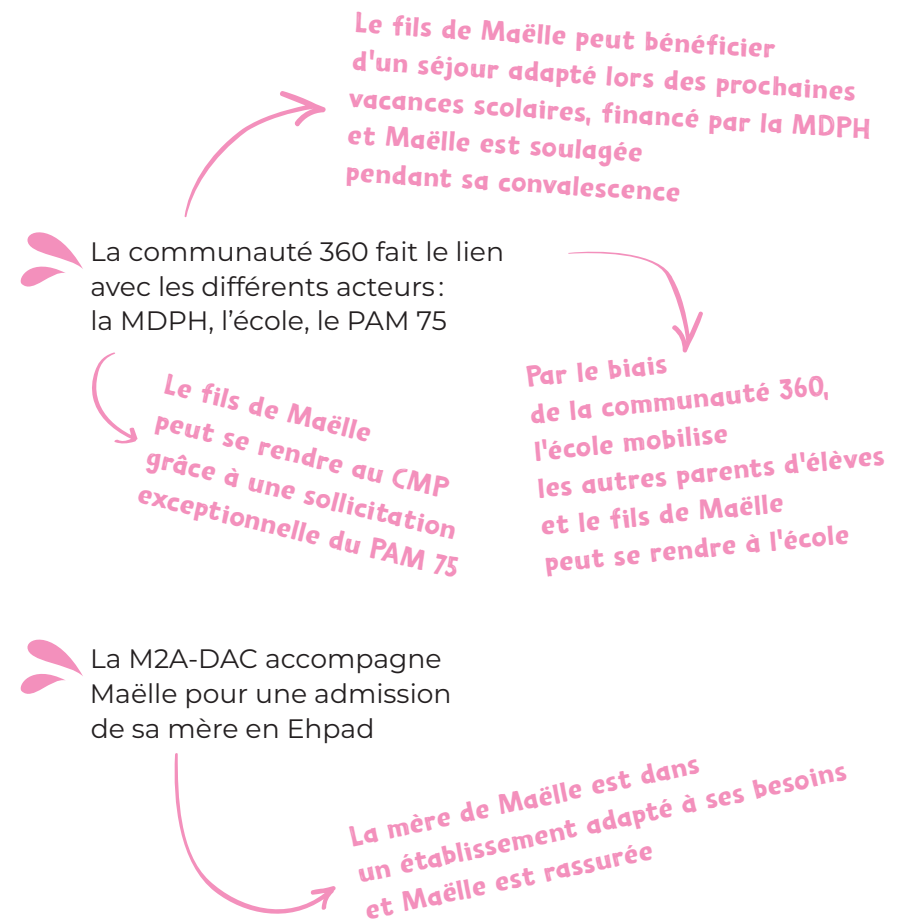 Le fils de Maëlle peut bénéficier
d'un séjour adapté lors des prochaines
vacances scolaires, financé par la MDPH
et Maëlle est soulagée
pendant sa convalescence
La communauté 360 fait le lien
avec les différents acteurs :
la MDPH, l’école, le PAM 75
Le fils de Maëlle
peut se rendre au CMP
grâce à une sollicitation
exceptionnelle du PAM 75
Par le biais
de la communauté 360,
l'école mobilise
les autres parents d'élèves
et le fils de Maëlle
peut se rendre à l'école
La M2A-DAC accompagne
Maëlle pour une admission
de sa mère en Ehpad
La mère de Maëlle est dans
un établissement adapté à ses besoins
et Maëlle est rassurée